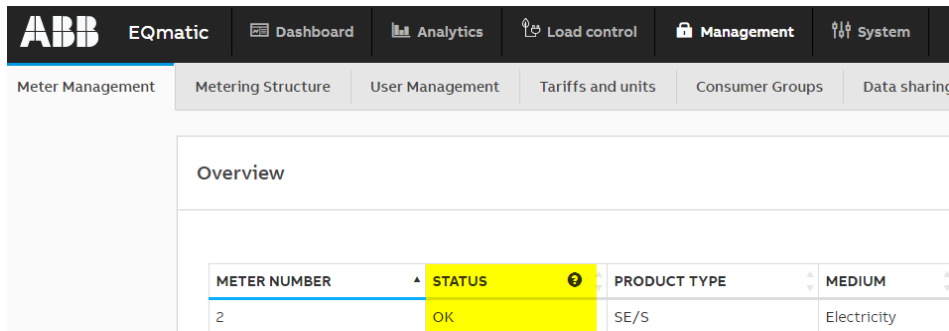 ABB EQmatic Dashboard Analytics Load control Management System
Meter Management Metering Structure User Management Tariffs and units Consumer Groups Data sharing
Overview
METER NUMBER STATUS ? PRODUCT TYPE MEDIUM
2 OK SE/S Electricity